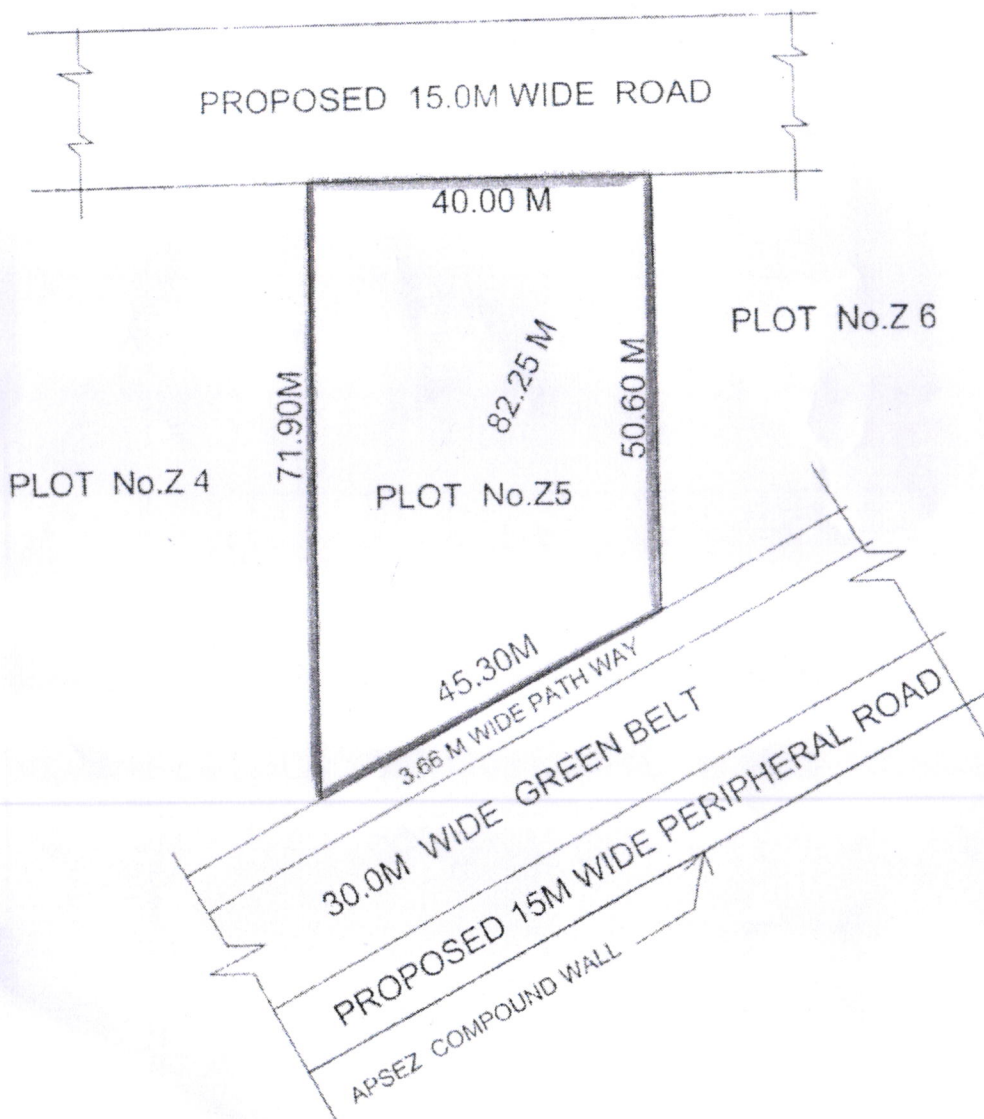 PROPOSED 15.0M WIDE ROAD
40.00 M
PLOT No.Z 6
82.25 M
50.60 M
71.90M
PLOT No.Z 4
PLOT No.Z5
45.30M
3.66 M WIDE PATH WAY
30.0M WIDE GREEN BELT
PROPOSED 15M WIDE PERIPHERAL ROAD
APSEZ COMPOUND WALL